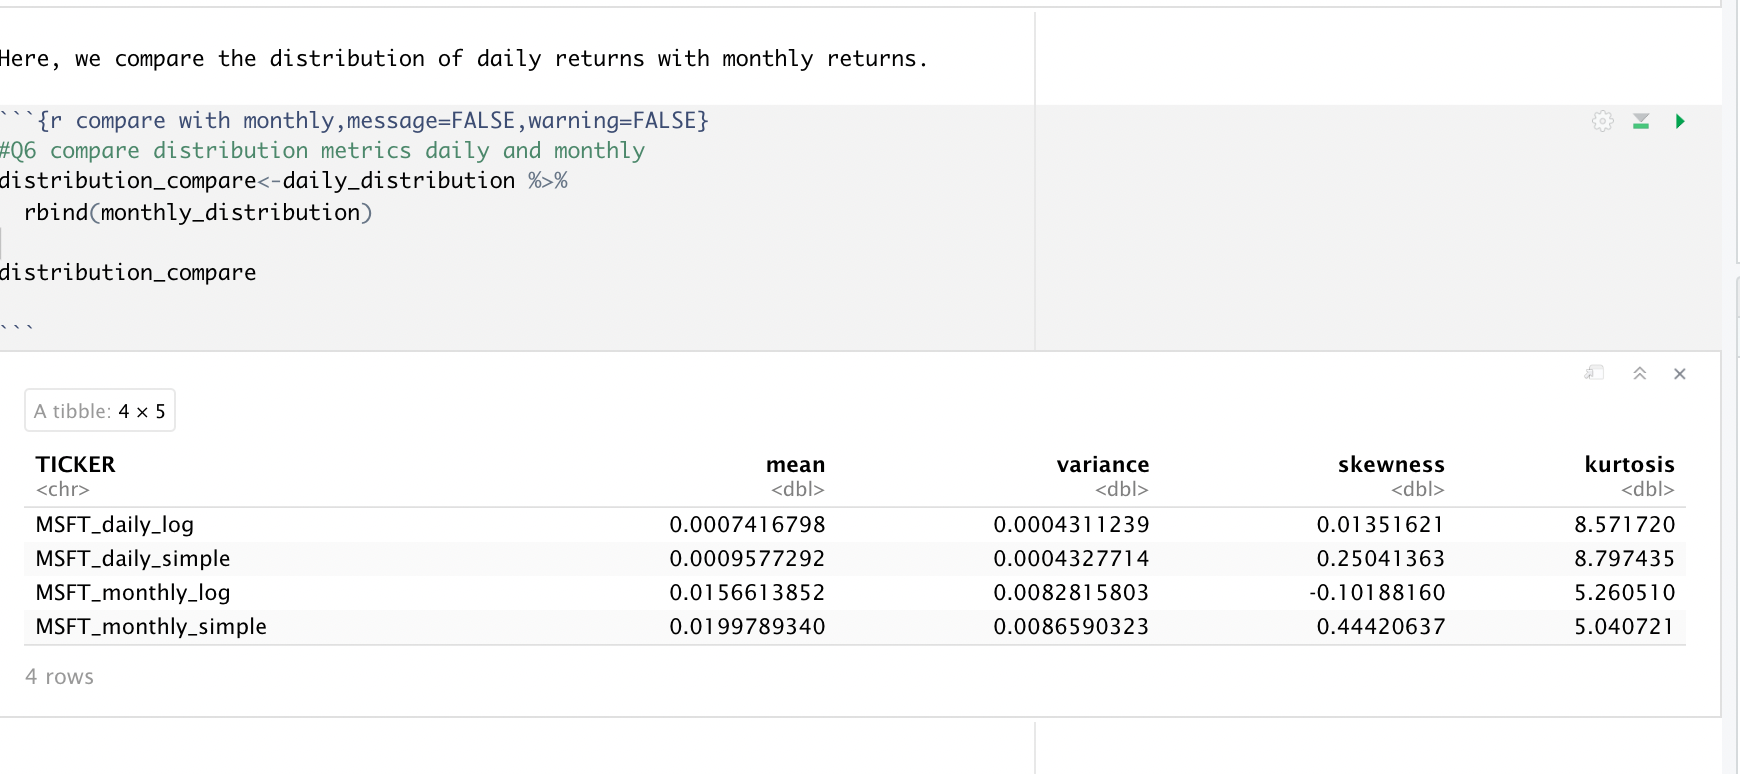 Here, we compare the distribution of daily returns with monthly returns.
```{r compare with monthly,message=FALSE,warning=FALSE}
#Q6 compare distribution metrics daily and monthly
distribution_compare<-daily_distribution %>%
  rbind(monthly_distribution)
distribution_compare
```
A tibble: 4 × 5
TICKER mean variance skewness kurtosis
<chr> <dbl> <dbl> <dbl> <dbl>
MSFT_daily_log 0.0007416798 0.0004311239 0.01351621 8.571720
MSFT_daily_simple 0.0009577292 0.0004327714 0.25041363 8.797435
MSFT_monthly_log 0.0156613852 0.0082815803 -0.10188160 5.260510
MSFT_monthly_simple 0.0199789340 0.0086590323 0.44420637 5.040721
4 rows